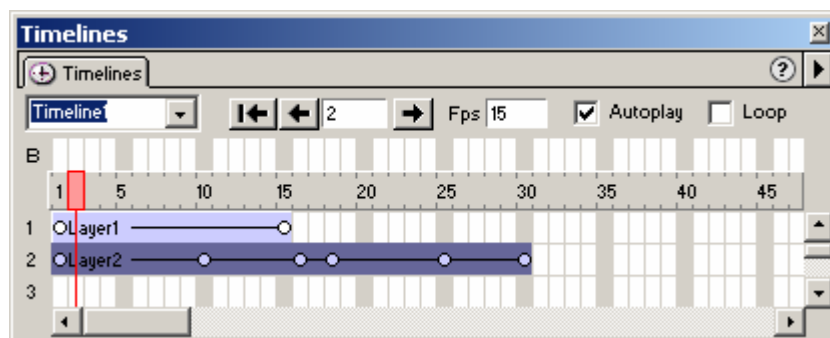 Timelines
Timelines
Timeline1 2 Fps 15 Autoplay Loop
B
1 5 10 15 20 25 30 35 40 45
1 Layer1
2 Layer2
3